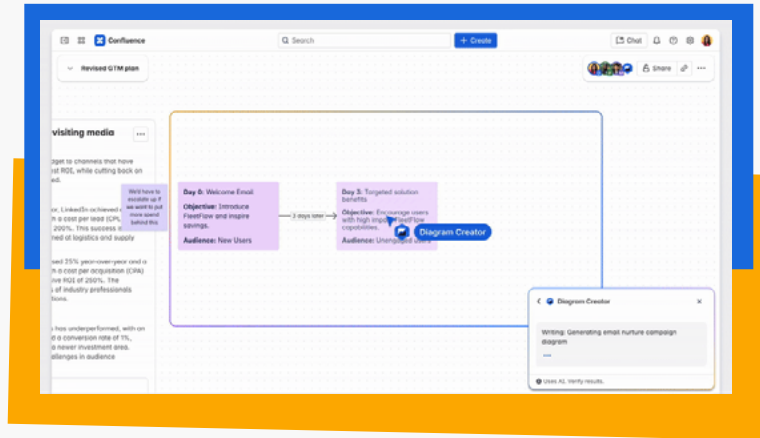 Confluence
Search
+ Create
Chat
Revised GTM plan
Share
visiting media
dget to channels that have
st ROI, while cutting back on
ed.
We'd have to
escalate up if
we want to put
more spend
behind this
or, LinkedIn achieved
h a cost per lead (CPL
200%. This success
ned at logistics and supply
sed 25% year-over-year and a
h a cost per acquisition (CPA)
ve ROI of 250%. The
of industry professionals
tions.
has underperformed, with an
d a conversion rate of 1%,
a newer investment area.
allenges in audience
Day 0: Welcome Email
Objective: Introduce
FleetFlow and inspire
savings.
Audience: New Users
3 days later
Day 3: Targeted solution
benefits
Objective: Encourage users
with high impact FleetFlow
capabilities.
Audience: Unengaged users
Diagram Creator
Diagram Creator
Writing: Generating email nurture campaign
diagram
Uses AI. Verify results.